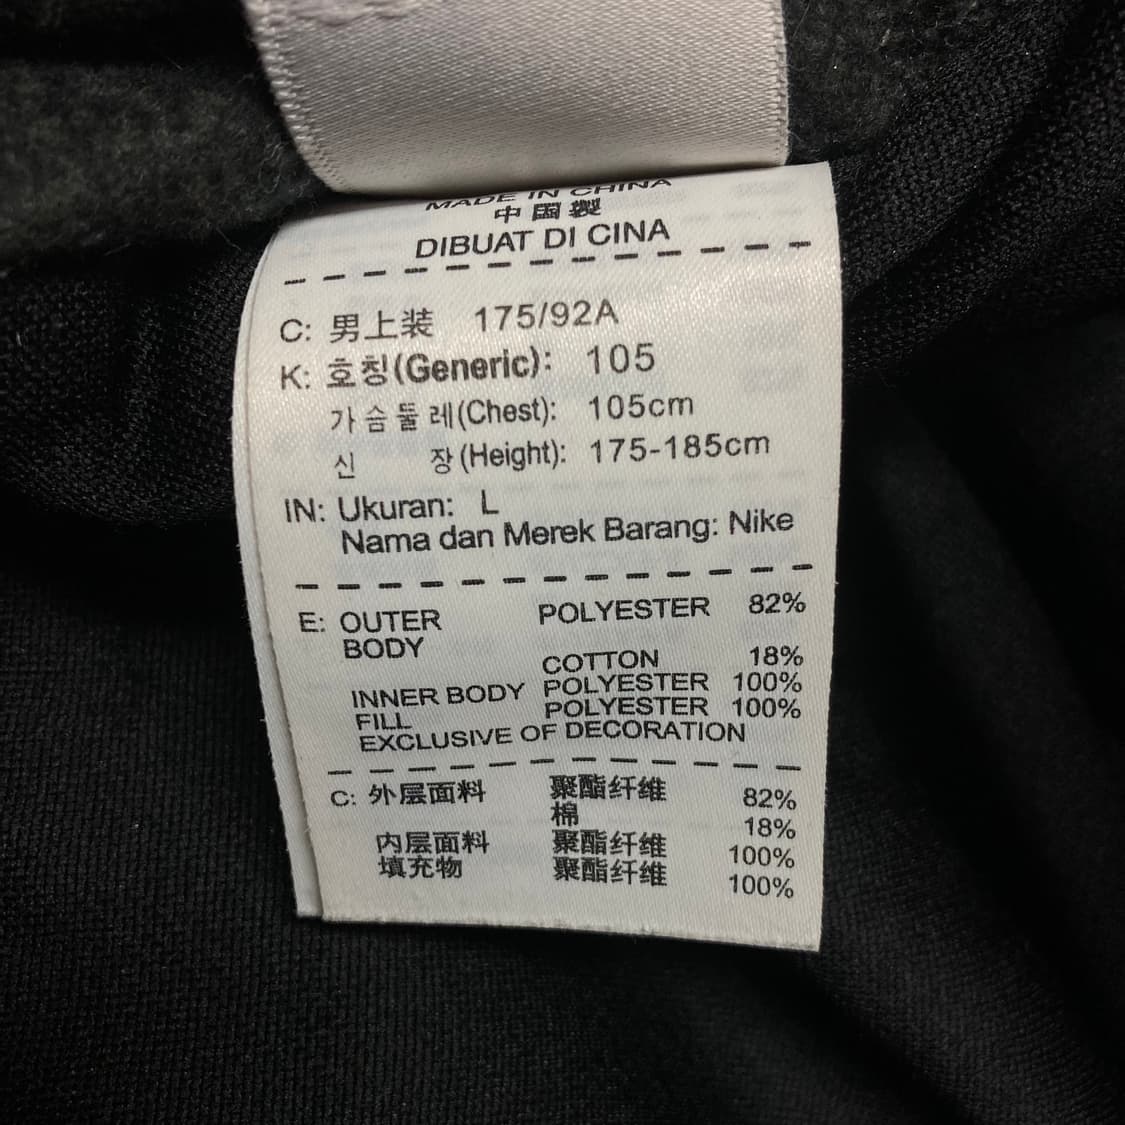 MADE IN CHINA
中国製
DIBUAT DI CINA
C: 男上装 175/92A
K: 호칭(Generic): 105
가슴둘레(Chest): 105cm
신 장(Height): 175-185cm
IN: Ukuran: L
Nama dan Merek Barang: Nike
E: OUTER BODY POLYESTER 82%
COTTON 18%
INNER BODY POLYESTER 100%
FILL POLYESTER 100%
EXCLUSIVE OF DECORATION
C: 外层面料 聚酯纤维 82%
棉 18%
内层面料 聚酯纤维 100%
填充物 聚酯纤维 100%